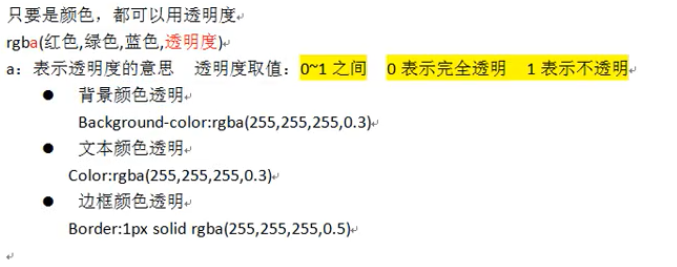 只要是颜色，都可以用透明度
rgba(红色,绿色,蓝色,透明度)
a：表示透明度的意思 透明度取值：0~1 之间 0 表示完全透明 1 表示不透明
● 背景颜色透明
Background-color:rgba(255,255,255,0.3)
● 文本颜色透明
Color:rgba(255,255,255,0.3)
● 边框颜色透明
Border:1px solid rgba(255,255,255,0.5)